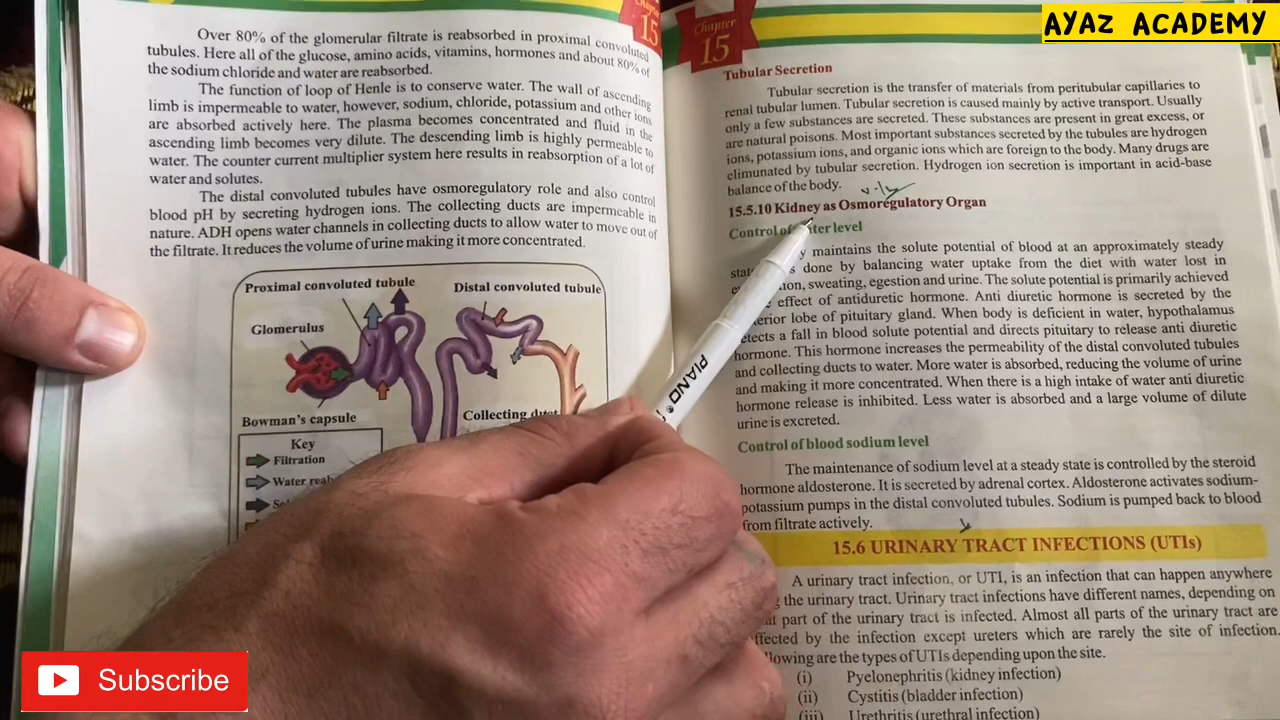 Chapter
15
Over 80% of the glomerular filtrate is reabsorbed in proximal convoluted
tubules. Here all of the glucose, amino acids, vitamins, hormones and about 80% of
the sodium chloride and water are reabsorbed.
The function of loop of Henle is to conserve water. The wall of ascending
limb is impermeable to water, however, sodium, chloride, potassium and other ions
are absorbed actively here. The plasma becomes concentrated and fluid in the
ascending limb becomes very dilute. The descending limb is highly permeable to
water. The counter current multiplier system here results in reabsorption of a lot of
water and solutes.
The distal convoluted tubules have osmoregulatory role and also control
blood pH by secreting hydrogen ions. The collecting ducts are impermeable in
nature. ADH opens water channels in collecting ducts to allow water to move out of
the filtrate. It reduces the volume of urine making it more concentrated.
Proximal convoluted tubule
Distal convoluted tubule
Glomerulus
Bowman's capsule
Collecting duct
Key
Filtration
Water
Subscribe
AYAZ ACADEMY
Chapter
15
Tubular Secretion
Tubular secretion is the transfer of materials from peritubular capillaries to
renal tubular lumen. Tubular secretion is caused mainly by active transport. Usually
only a few substances are secreted. These substances are present in great excess, or
are natural poisons. Most important substances secreted by the tubules are hydrogen
ions, potassium ions, and organic ions which are foreign to the body. Many drugs are
elimunated by tubular secretion. Hydrogen ion secretion is important in acid-base
balance of the body.
15.5.10 Kidney as Osmoregulatory Organ
Control of water level
maintains the solute potential of blood at an approximately steady
done by balancing water uptake from the diet with water lost in
sweating, egestion and urine. The solute potential is primarily achieved
effect of antidiuretic hormone. Anti diuretic hormone is secreted by the
lobe of pituitary gland. When body is deficient in water, hypothalamus
detects a fall in blood solute potential and directs pituitary to release anti diuretic
hormone. This hormone increases the permeability of the distal convoluted tubules
and collecting ducts to water. More water is absorbed, reducing the volume of urine
and making it more concentrated. When there is a high intake of water anti diuretic
hormone release is inhibited. Less water is absorbed and a large volume of dilute
urine is excreted.
Control of blood sodium level
The maintenance of sodium level at a steady state is controlled by the steroid
hormone aldosterone. It is secreted by adrenal cortex. Aldosterone activates sodium-
potassium pumps in the distal convoluted tubules. Sodium is pumped back to blood
from filtrate actively.
15.6 URINARY TRACT INFECTIONS (UTIs)
A urinary tract infection, or UTI, is an infection that can happen anywhere
the urinary tract. Urinary tract infections have different names, depending on
part of the urinary tract is infected. Almost all parts of the urinary tract are
affected by the infection except ureters which are rarely the site of infection.
Following are the types of UTIs depending upon the site.
(i) Pyelonephritis (kidney infection)
(ii) Cystitis (bladder infection)
(iii) Urethritis (urethral infection)